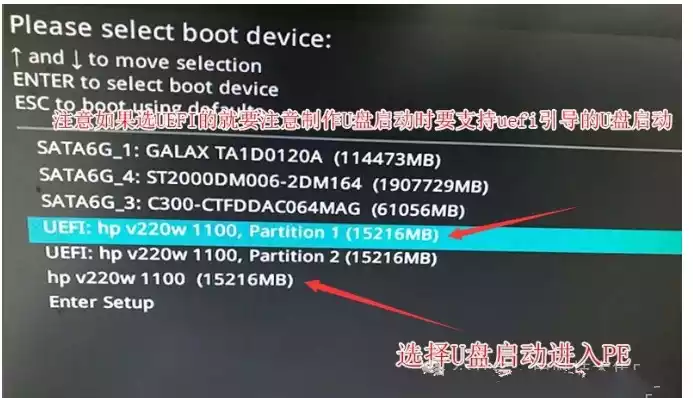 Please select boot device:
↑ and ↓ to move selection
ENTER to select boot device
ESC to boot using defaults
注意如果选UEFI的就要注意制作U盘启动时要支持uefi引导的U盘启动
SATA6G_1: GALAX TA1D0120A (114473MB)
SATA6G_4: ST2000DM006-2DM164 (1907729MB)
SATA6G_3: C300-CTFDDAC064MAG (61056MB)
UEFI: hp v220w 1100, Partition 1 (15216MB)
UEFI: hp v220w 1100, Partition 2 (15216MB)
hp v220w 1100 (15216MB)
Enter Setup
选择U盘启动进入PE